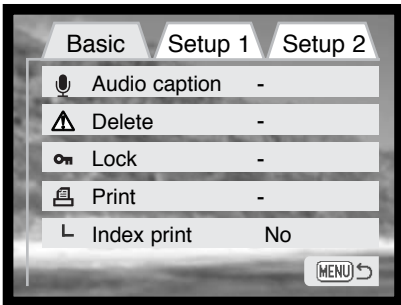 Basic Setup 1 Setup 2
Audio caption -
Delete -
Lock -
Print -
Index print No
MENU